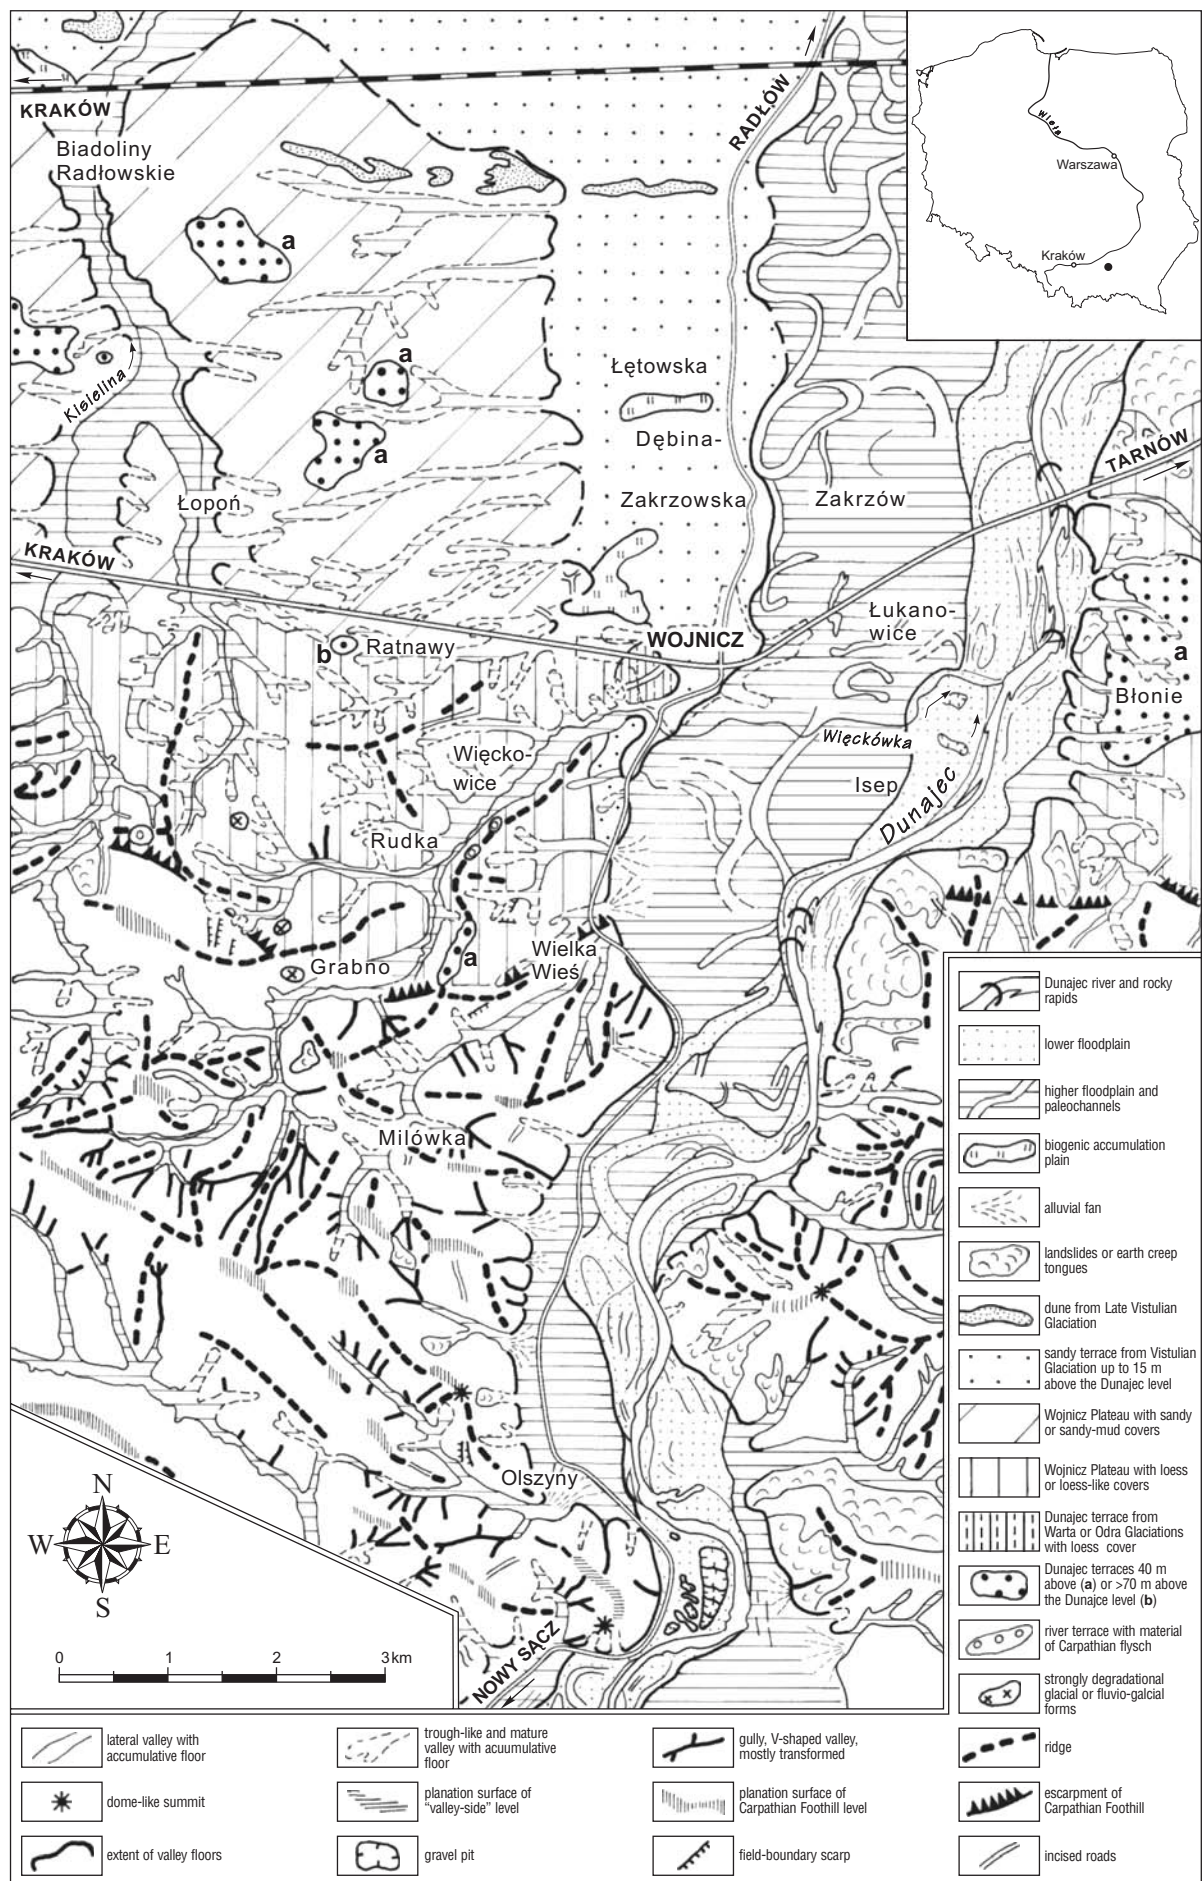 RADŁÓW
KRAKÓW
Biadoliny
Radłowskie
Wisła
Warszawa
Kraków
a
a
a
Kisielina
Łętowska
Dębina-
Zakrzowska
Zakrzów
TARNÓW
Łopoń
KRAKÓW
Łukano-
wice
WOJNICZ
b
Ratnawy
a
Błonie
Więcko-
wice
Więckówka
Isep
Dunajec
Rudka
Wielka
Wieś
a
Grabno
Milówka
Olszyny
NOWY SĄCZ
N
W
E
S
0
1
2
3 km
Dunajec river and rocky
rapids
lower floodplain
higher floodplain and
paleochannels
biogenic accumulation
plain
alluvial fan
landslides or earth creep
tongues
dune from Late Vistulian
Glaciation
sandy terrace from Vistulian
Glaciation up to 15 m
above the Dunajec level
Wojnicz Plateau with sandy
or sandy-mud covers
Wojnicz Plateau with loess
or loess-like covers
Dunajec terrace from
Warta or Odra Glaciations
with loess cover
Dunajec terraces 40 m
above (a) or >70 m above
the Dunajce level (b)
river terrace with material
of Carpathian flysch
strongly degradational
glacial or fluvio-galcial
forms
lateral valley with
accumulative floor
trough-like and mature
valley with acuumulative
floor
gully, V-shaped valley,
mostly transformed
ridge
dome-like summit
planation surface of
"valley-side" level
planation surface of
Carpathian Foothill level
escarpment of
Carpathian Foothill
extent of valley floors
gravel pit
field-boundary scarp
incised roads